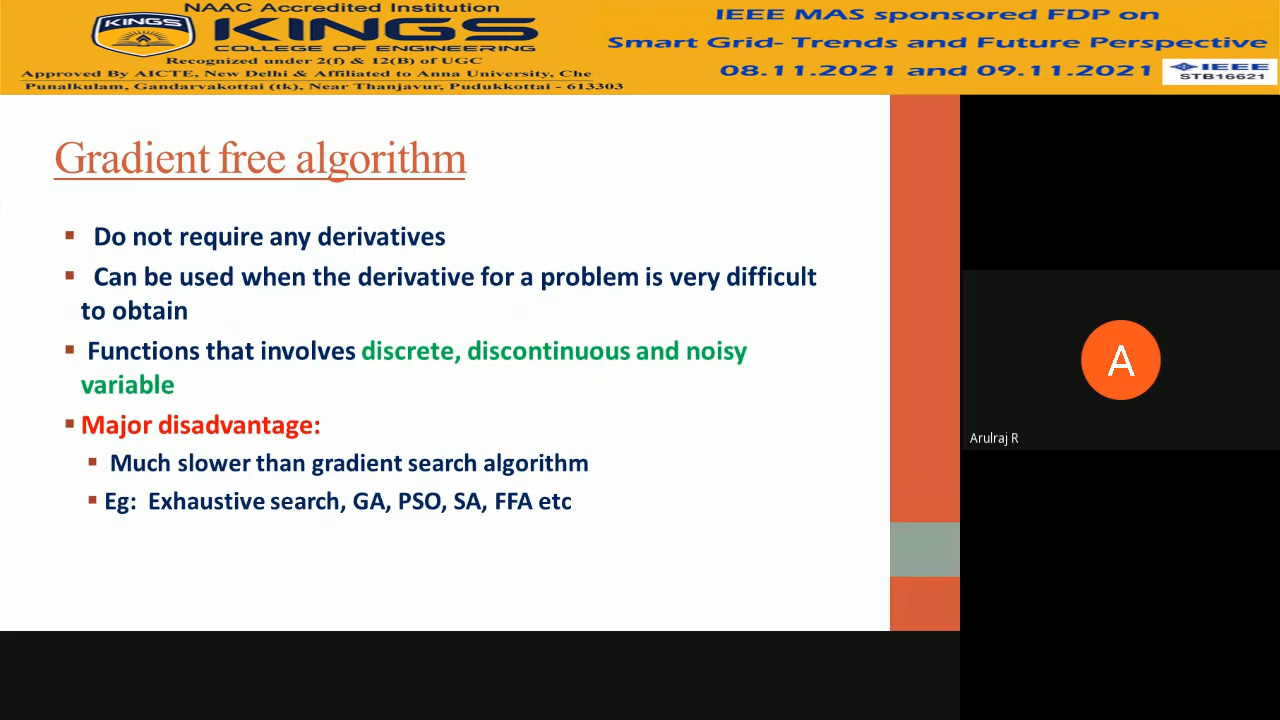 NAAC Accredited Institution
KINGS
KINGS
COLLEGE OF ENGINEERING
Recognized under 2(f) & 12(B) of UGC
Approved By AICTE, New Delhi & Affiliated to Anna University, Che
Punalkulam, Gandarvakottai (tk), Near Thanjavur, Pudukkottai - 613303
IEEE MAS sponsored FDP on
Smart Grid- Trends and Future Perspective
08.11.2021 and 09.11.2021
IEEE
STB16621
Gradient free algorithm
▪ Do not require any derivatives
▪ Can be used when the derivative for a problem is very difficult
to obtain
▪ Functions that involves discrete, discontinuous and noisy
variable
▪ Major disadvantage:
▪ Much slower than gradient search algorithm
▪ Eg: Exhaustive search, GA, PSO, SA, FFA etc
A
Arulraj R